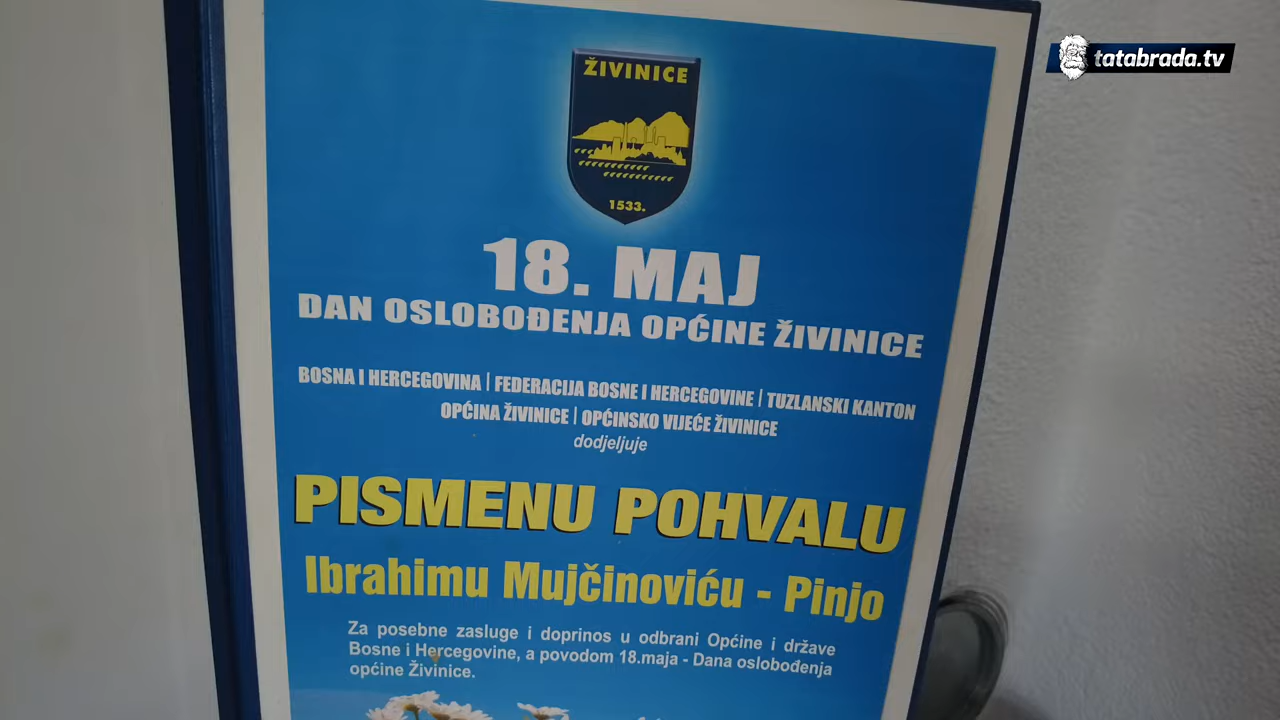 tatabrada.tv
ŽIVINICE
1533.
18. MAJ
DAN OSLOBOĐENJA OPĆINE ŽIVINICE
BOSNA I HERCEGOVINA | FEDERACIJA BOSNE I HERCEGOVINE | TUZLANSKI KANTON
OPĆINA ŽIVINICE | OPĆINSKO VIJEĆE ŽIVINICE
dodjeljuje
PISMENU POHVALU
Ibrahimu Mujčinoviću - Pinjo
Za posebne zasluge i doprinos u odbrani Općine i države
Bosne i Hercegovine, a povodom 18.maja - Dana oslobođenja
općine Živinice.